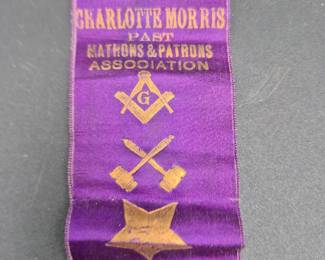 CHARLOTTE MORRIS
PAST
MATRONS & PATRONS
ASSOCIATION
G